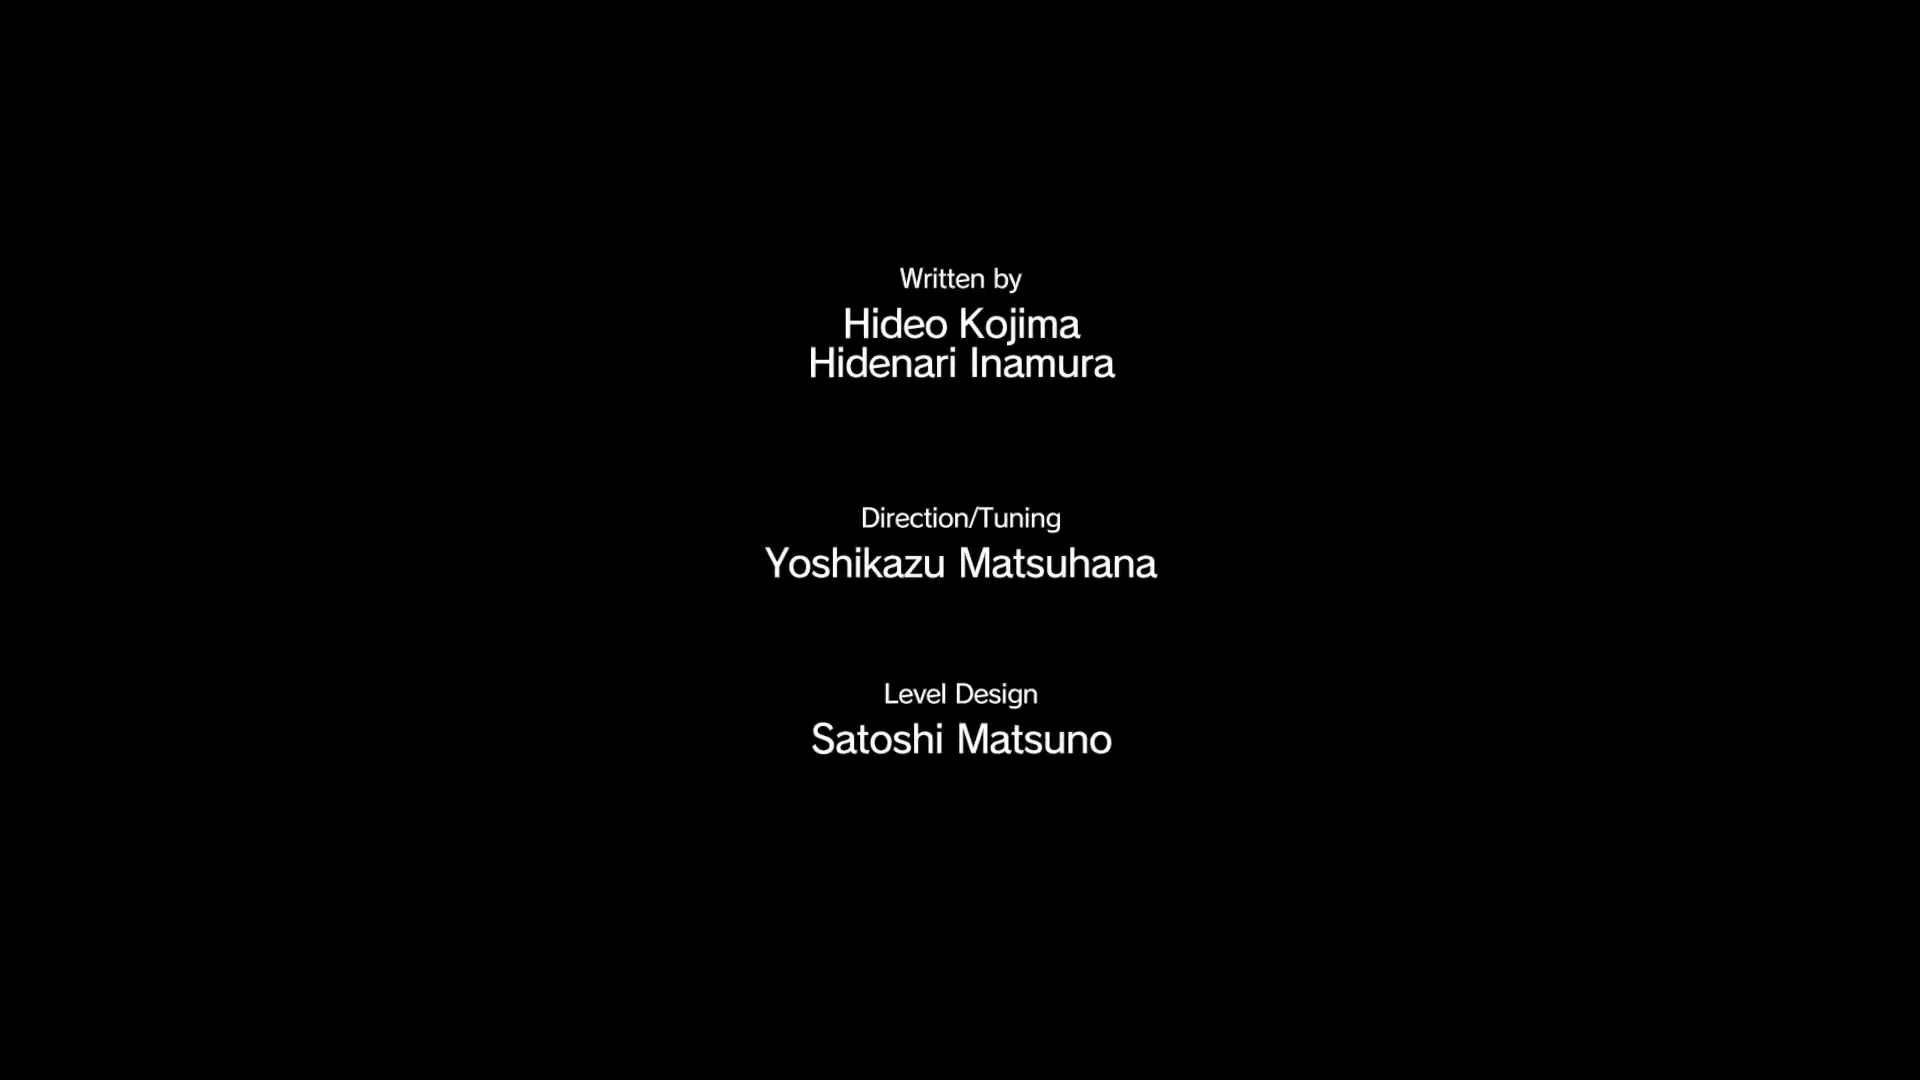 Written by
Hideo Kojima
Hidenari Inamura
Direction/Tuning
Yoshikazu Matsuhana
Level Design
Satoshi Matsuno